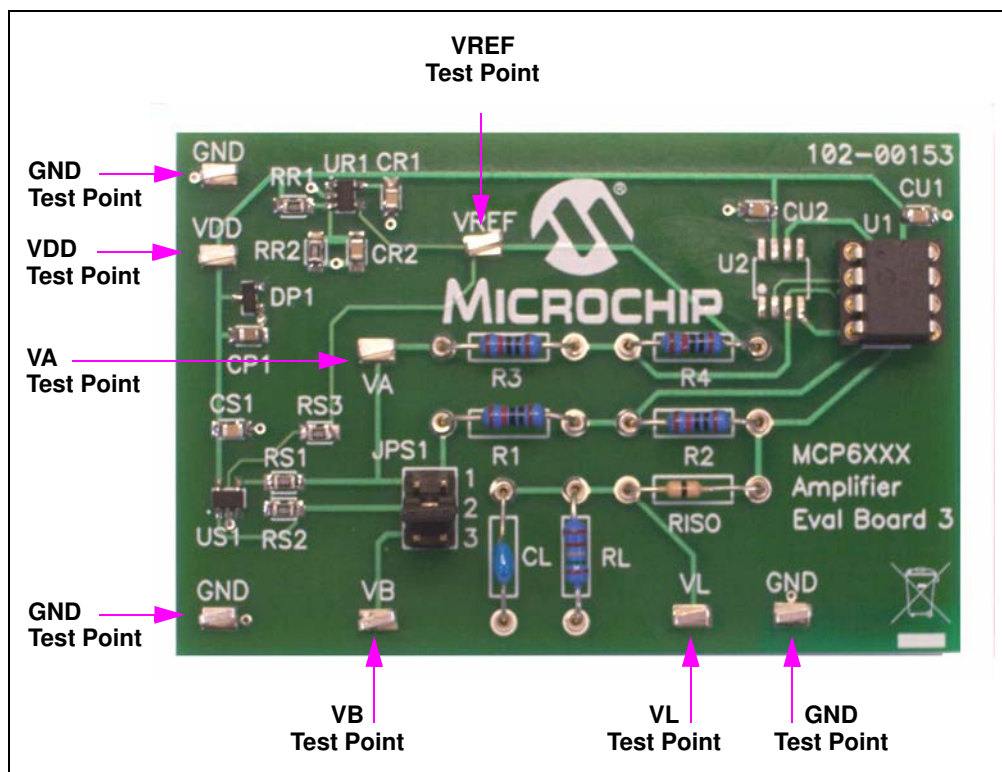 VREF
Test Point
GND
Test Point
VDD
Test Point
VA
Test Point
GND
Test Point
VB
Test Point
VL
Test Point
GND
Test Point
102-00153
GND
RR1
UR1
CR1
CU1
CU2
U1
VDD
VREF
®
RR2
CR2
U2
DP1
MICROCHIP
CP1
VA
R3
R4
CS1
RS3
JPS1
R1
R2
MCP6XXX
Amplifier
Eval Board 3
RS1
1
2
3
RISO
US1
RS2
CL
RL
GND
VB
VL
GND